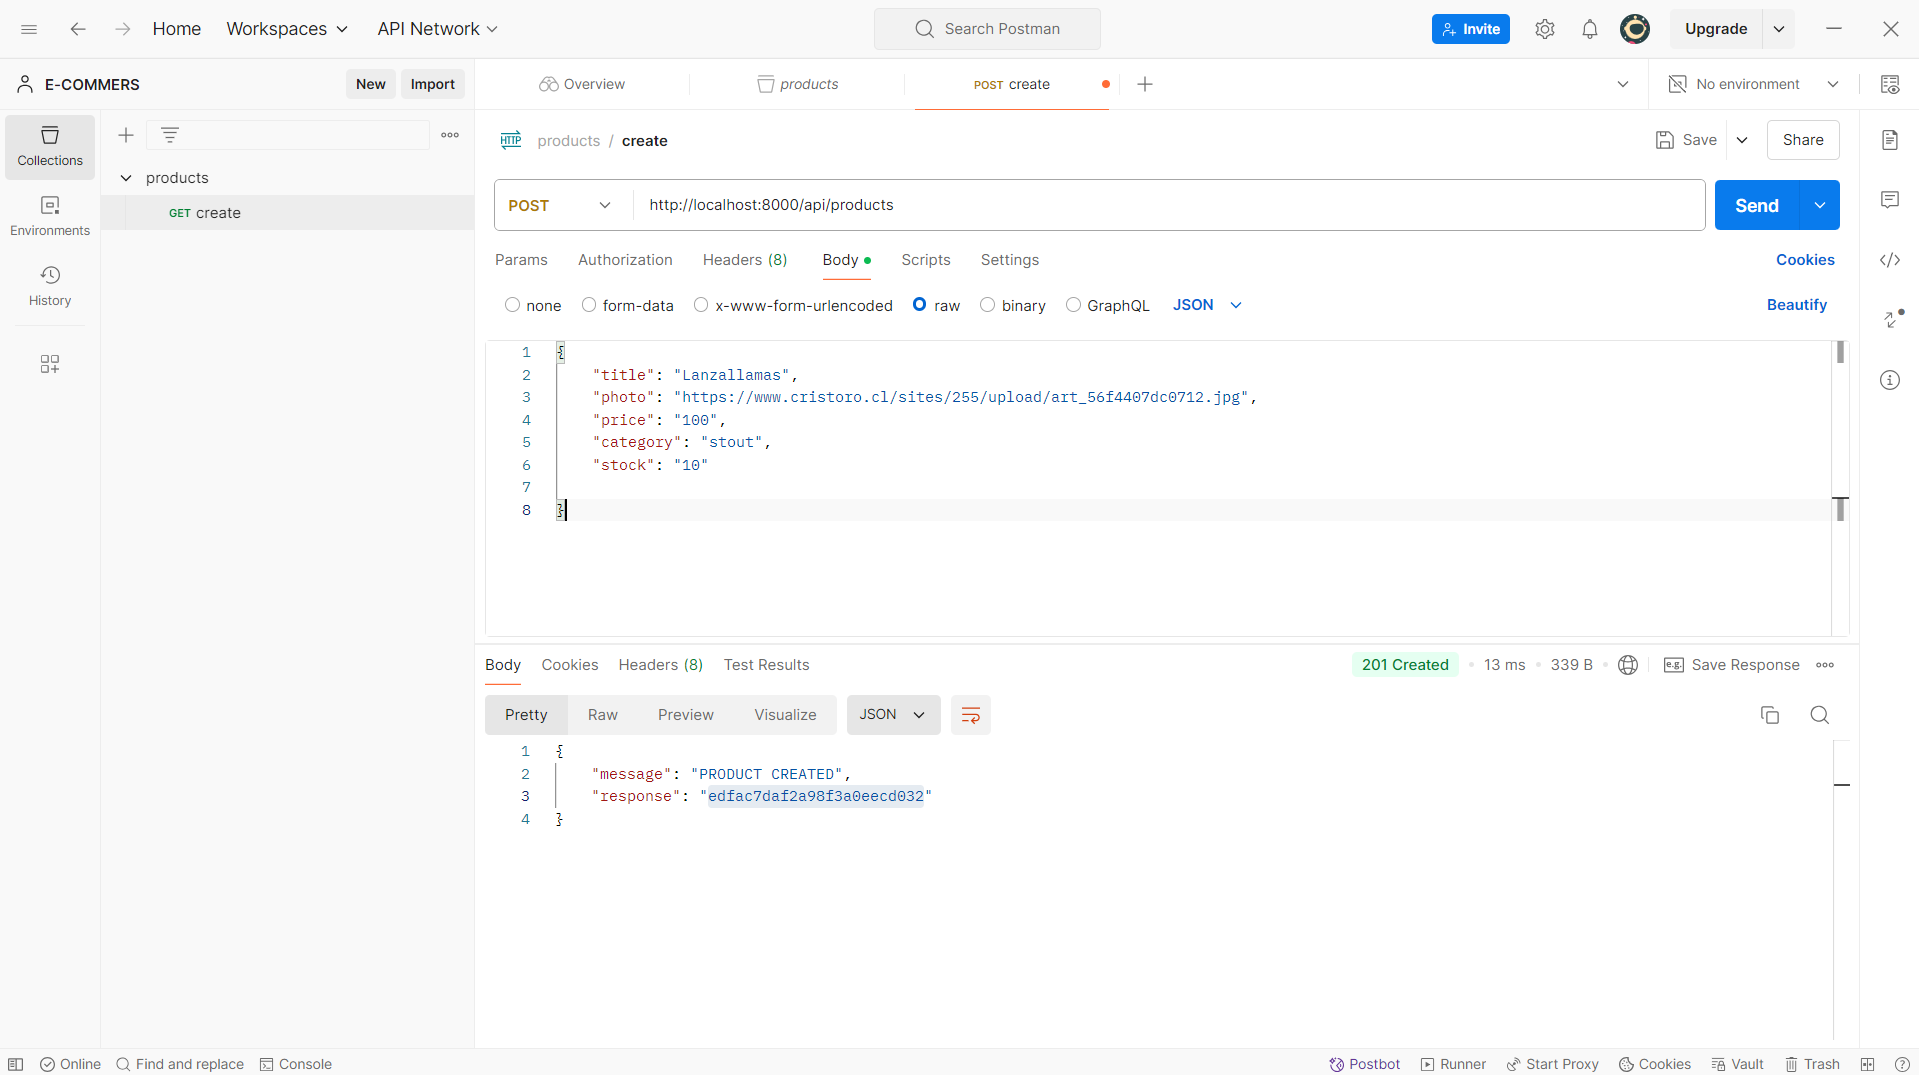 Home Workspaces API Network Search Postman Invite Upgrade
E-COMMERS New Import Overview products POST create No environment
Collections
Environments
History
products
GET create
HTTP products / create Save Share
POST http://localhost:8000/api/products Send
Params Authorization Headers (8) Body Scripts Settings Cookies
none form-data x-www-form-urlencoded raw binary GraphQL JSON Beautify
1 {
2 "title": "Lanzallamas",
3 "photo": "https://www.cristoro.cl/sites/255/upload/art_56f4407dc0712.jpg",
4 "price": "100",
5 "category": "stout",
6 "stock": "10"
7
8 }
Body Cookies Headers (8) Test Results 201 Created 13 ms 339 B e.g. Save Response
Pretty Raw Preview Visualize JSON
1 {
2 "message": "PRODUCT CREATED",
3 "response": "edfac7daf2a98f3a0eecd032"
4 }
Online Find and replace Console Postbot Runner Start Proxy Cookies Vault Trash